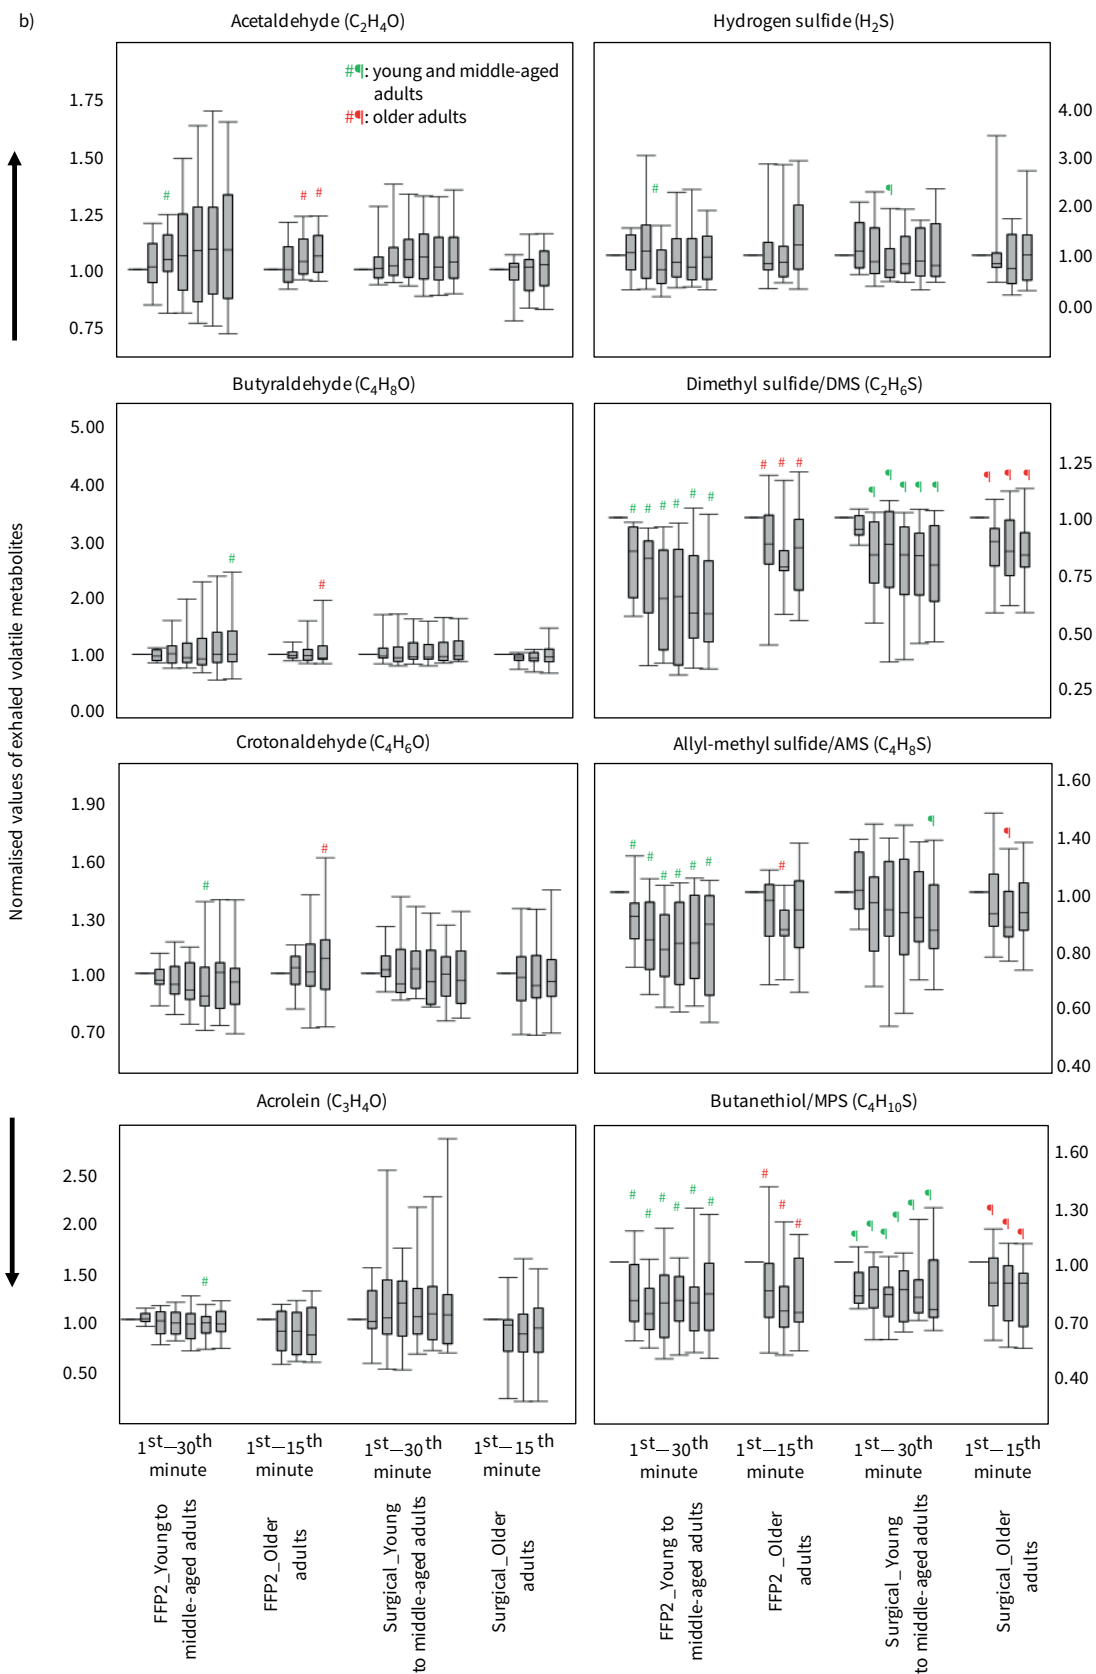 b)
Acetaldehyde (C₂H₄O)
#¶: young and middle-aged
adults
#¶: older adults
1.75
1.50
1.25
1.00
0.75
#
# #
Hydrogen sulfide (H₂S)
4.00
3.00
2.00
1.00
0.00
#
¶
Normalised values of exhaled volatile metabolites
Butyraldehyde (C₄H₈O)
5.00
4.00
3.00
2.00
1.00
0.00
#
#
Dimethyl sulfide/DMS (C₂H₆S)
1.25
1.00
0.75
0.50
0.25
# # # # # #
# # #
¶ ¶ ¶ ¶ ¶
¶ ¶ ¶
Crotonaldehyde (C₄H₆O)
1.90
1.60
1.30
1.00
0.70
#
#
Allyl-methyl sulfide/AMS (C₄H₈S)
1.60
1.40
1.00
0.80
0.60
0.40
# # # # # #
#
¶
¶
Acrolein (C₃H₄O)
2.50
2.00
1.50
1.00
0.50
#
Butanethiol/MPS (C₄H₁₀S)
1.60
1.30
1.00
0.70
0.40
# # # # # #
# # #
¶ ¶ ¶ ¶ ¶ ¶
¶ ¶ ¶
1st–30th
minute
1st–15th
minute
1st–30th
minute
1st–15th
minute
1st–30th
minute
1st–15th
minute
1st–30th
minute
1st–15th
minute
FFP2_Young to
middle-aged adults
FFP2_Older
adults
Surgical_Young
to middle-aged adults
Surgical_Older
adults
FFP2_Young to
middle-aged adults
FFP2_Older
adults
Surgical_Young
to middle-aged adults
Surgical_Older
adults